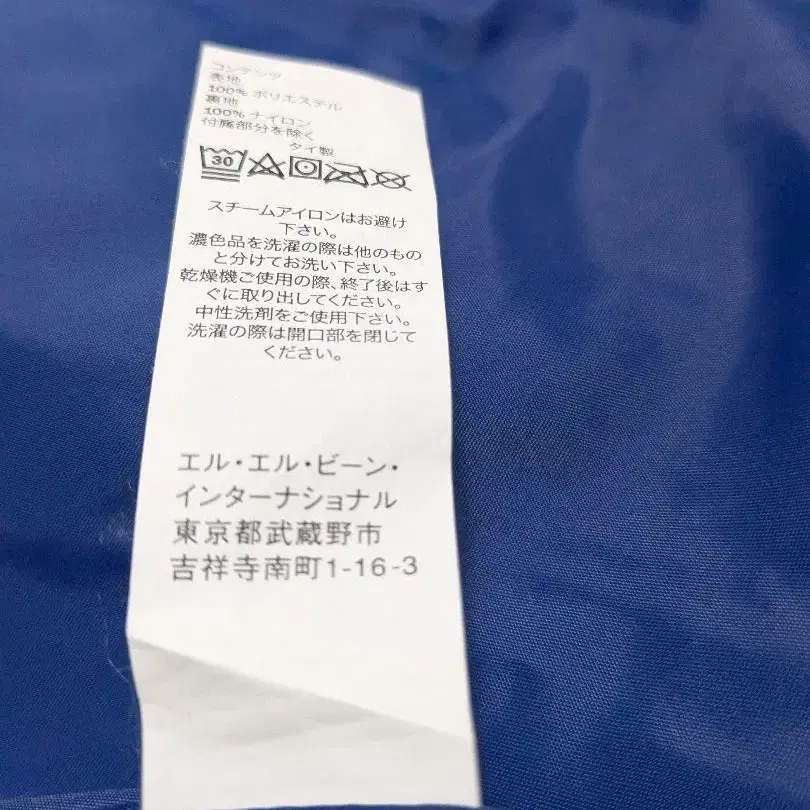 コンテンツ
表地
100% ポリエステル
裏地
100% ナイロン
付属部分を除く
タイ製
30
スチームアイロンはお避け
下さい。
濃色品を洗濯の際は他のもの
と分けてお洗い下さい。
乾燥機ご使用の際、終了後はす
ぐに取り出してください。
中性洗剤をご使用下さい。
洗濯の際は開口部を閉じて
ください。
エル・エル・ビーン・
インターナショナル
東京都武蔵野市
吉祥寺南町1-16-3